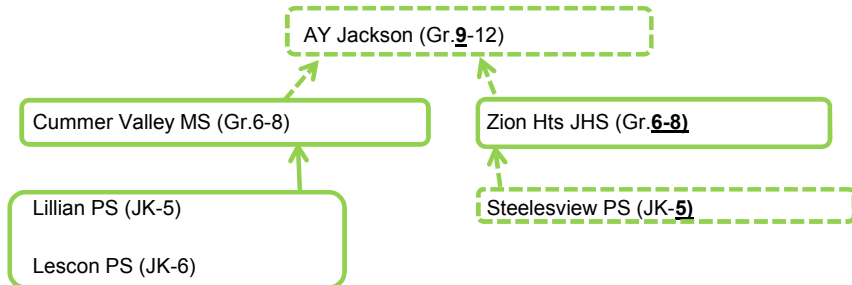 AY Jackson (Gr.9-12)
Cummer Valley MS (Gr.6-8)
Zion Hts JHS (Gr.6-8)
Lillian PS (JK-5)
Steelesview PS (JK-5)
Lescon PS (JK-6)